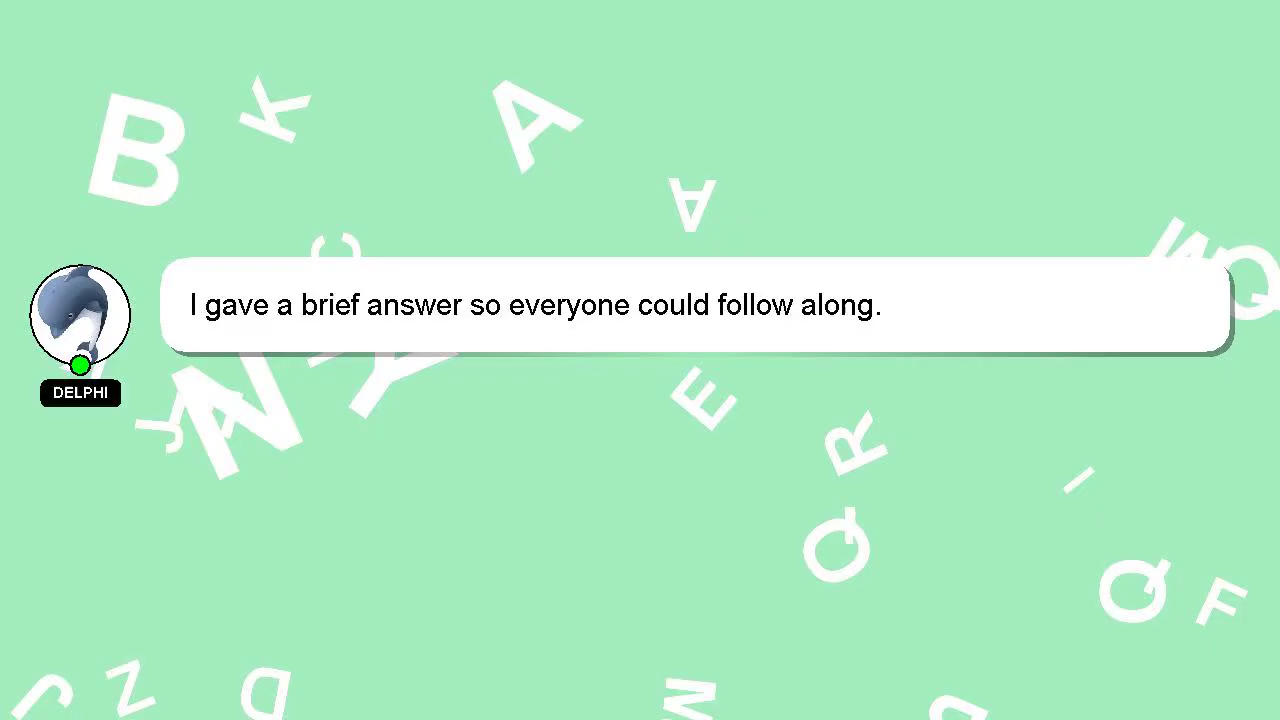 B
K
A
A
C
M
Q
I gave a brief answer so everyone could follow along.
DELPHI
J
A
N
Y
E
R
I
Q
Q
F
J
Z
D
M